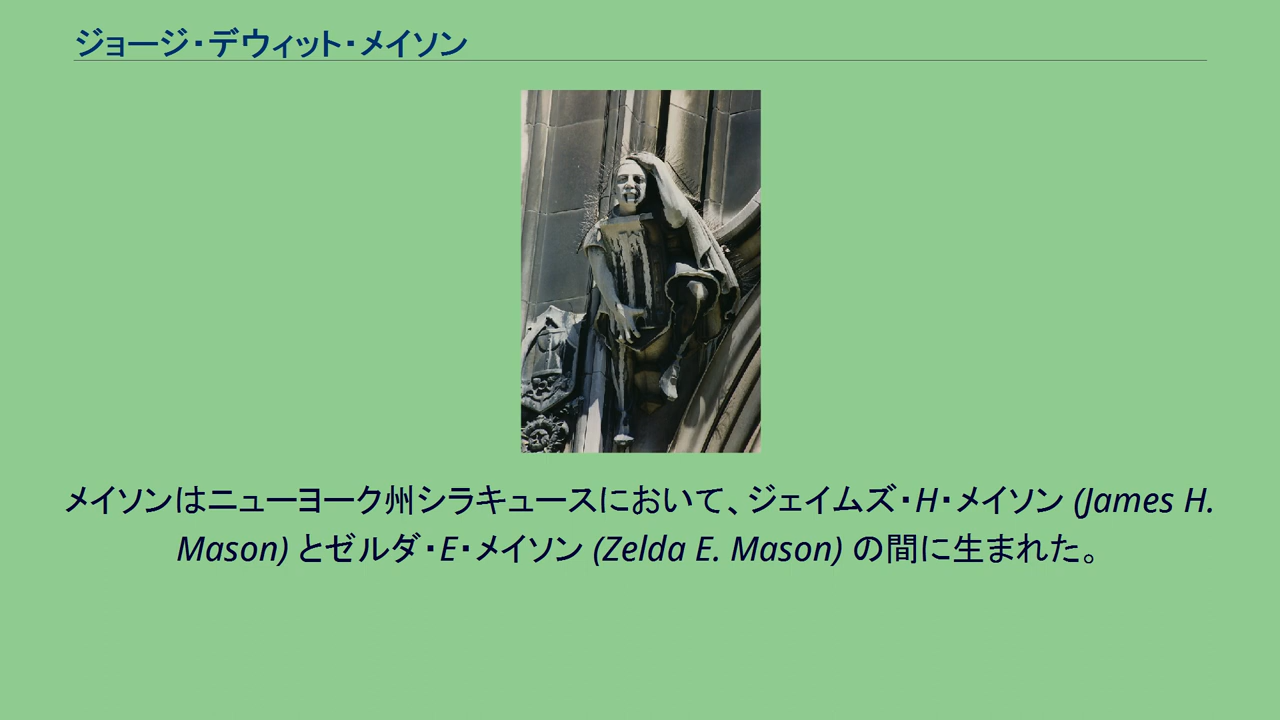 ジョージ・デウィット・メイソン
メイソンはニューヨーク州シラキュースにおいて、ジェイムズ・H・メイソン (James H.
Mason) とゼルダ・E・メイソン (Zelda E. Mason) の間に生まれた。